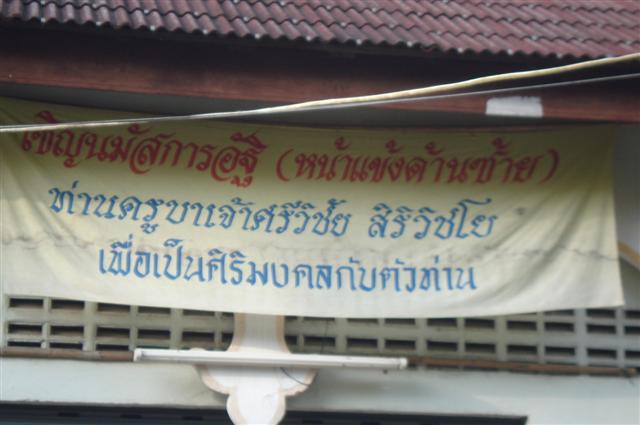 เชิญนมัสการอัฐิ (หน้าแข้งด้านซ้าย)
ท่านครูบาเจ้าศรีวิชัย สิริวิชโย
เพื่อเป็นศิริมงคลกับตัวท่าน